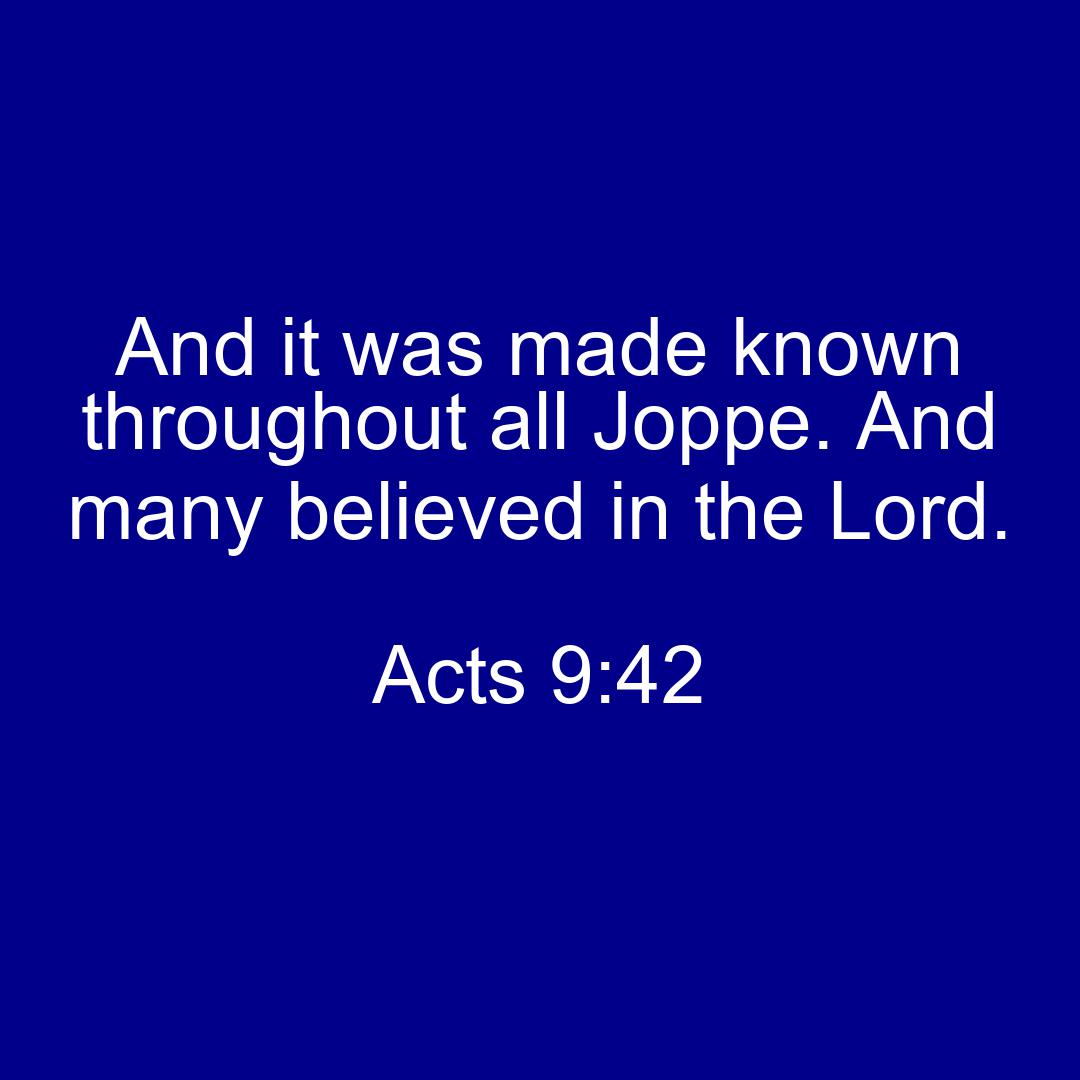 And it was made known
throughout all Joppe. And
many believed in the Lord.
Acts 9:42